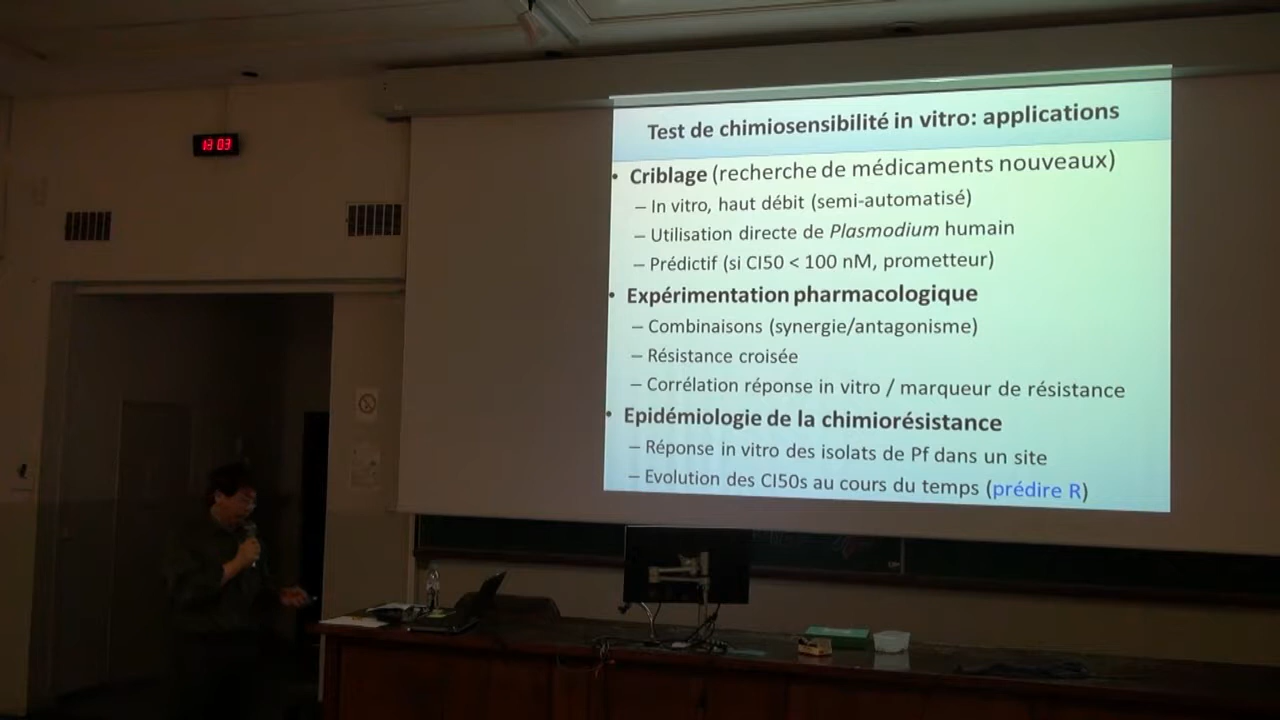 13 03
Test de chimiosensibilité in vitro: applications
• Criblage (recherche de médicaments nouveaux)
– In vitro, haut débit (semi-automatisé)
– Utilisation directe de Plasmodium humain
– Prédictif (si CI50 < 100 nM, prometteur)
• Expérimentation pharmacologique
– Combinaisons (synergie/antagonisme)
– Résistance croisée
– Corrélation réponse in vitro / marqueur de résistance
• Epidémiologie de la chimiorésistance
– Réponse in vitro des isolats de Pf dans un site
– Evolution des CI50s au cours du temps (prédire R)